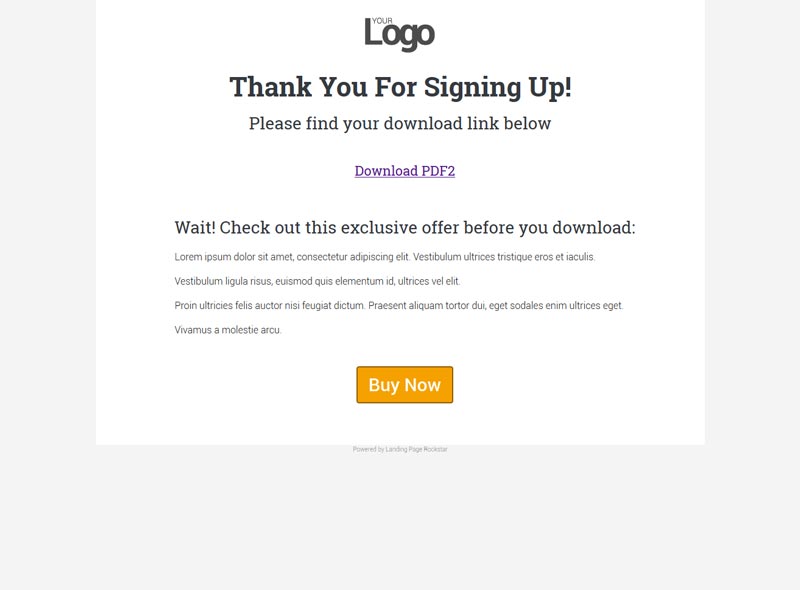 YOUR
Logo
Thank You For Signing Up!
Please find your download link below
Download PDF2
Wait! Check out this exclusive offer before you download:
Lorem ipsum dolor sit amet, consectetur adipiscing elit. Vestibulum ultrices tristique eros et iaculis.
Vestibulum ligula risus, euismod quis elementum id, ultrices vel elit.
Proin ultricies felis auctor nisi feugiat dictum. Praesent aliquam tortor dui, eget sodales enim ultrices eget.
Vivamus a molestie arcu.
Buy Now
Powered by Landing Page Rockstar